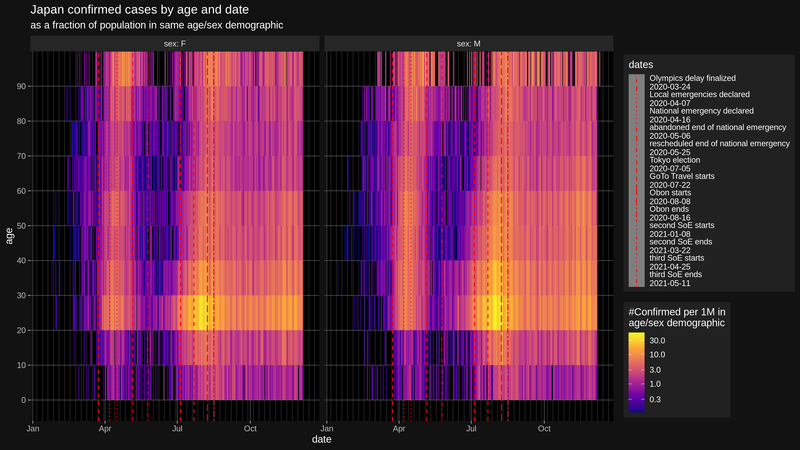 Japan confirmed cases by age and date
as a fraction of population in same age/sex demographic
sex: F
sex: M
90
80
70
60
50
40
30
20
10
0
age
Jan
Apr
Jul
Oct
Jan
Apr
Jul
Oct
date
dates
Olympics delay finalized
2020-03-24
Local emergencies declared
2020-04-07
National emergency declared
2020-04-16
abandoned end of national emergency
2020-05-06
rescheduled end of national emergency
2020-05-25
Tokyo election
2020-07-05
GoTo Travel starts
2020-07-22
Obon starts
2020-08-08
Obon ends
2020-08-16
second SoE starts
2021-01-08
second SoE ends
2021-03-22
third SoE starts
2021-04-25
third SoE ends
2021-05-11
#Confirmed per 1M in
age/sex demographic
30.0
10.0
3.0
1.0
0.3